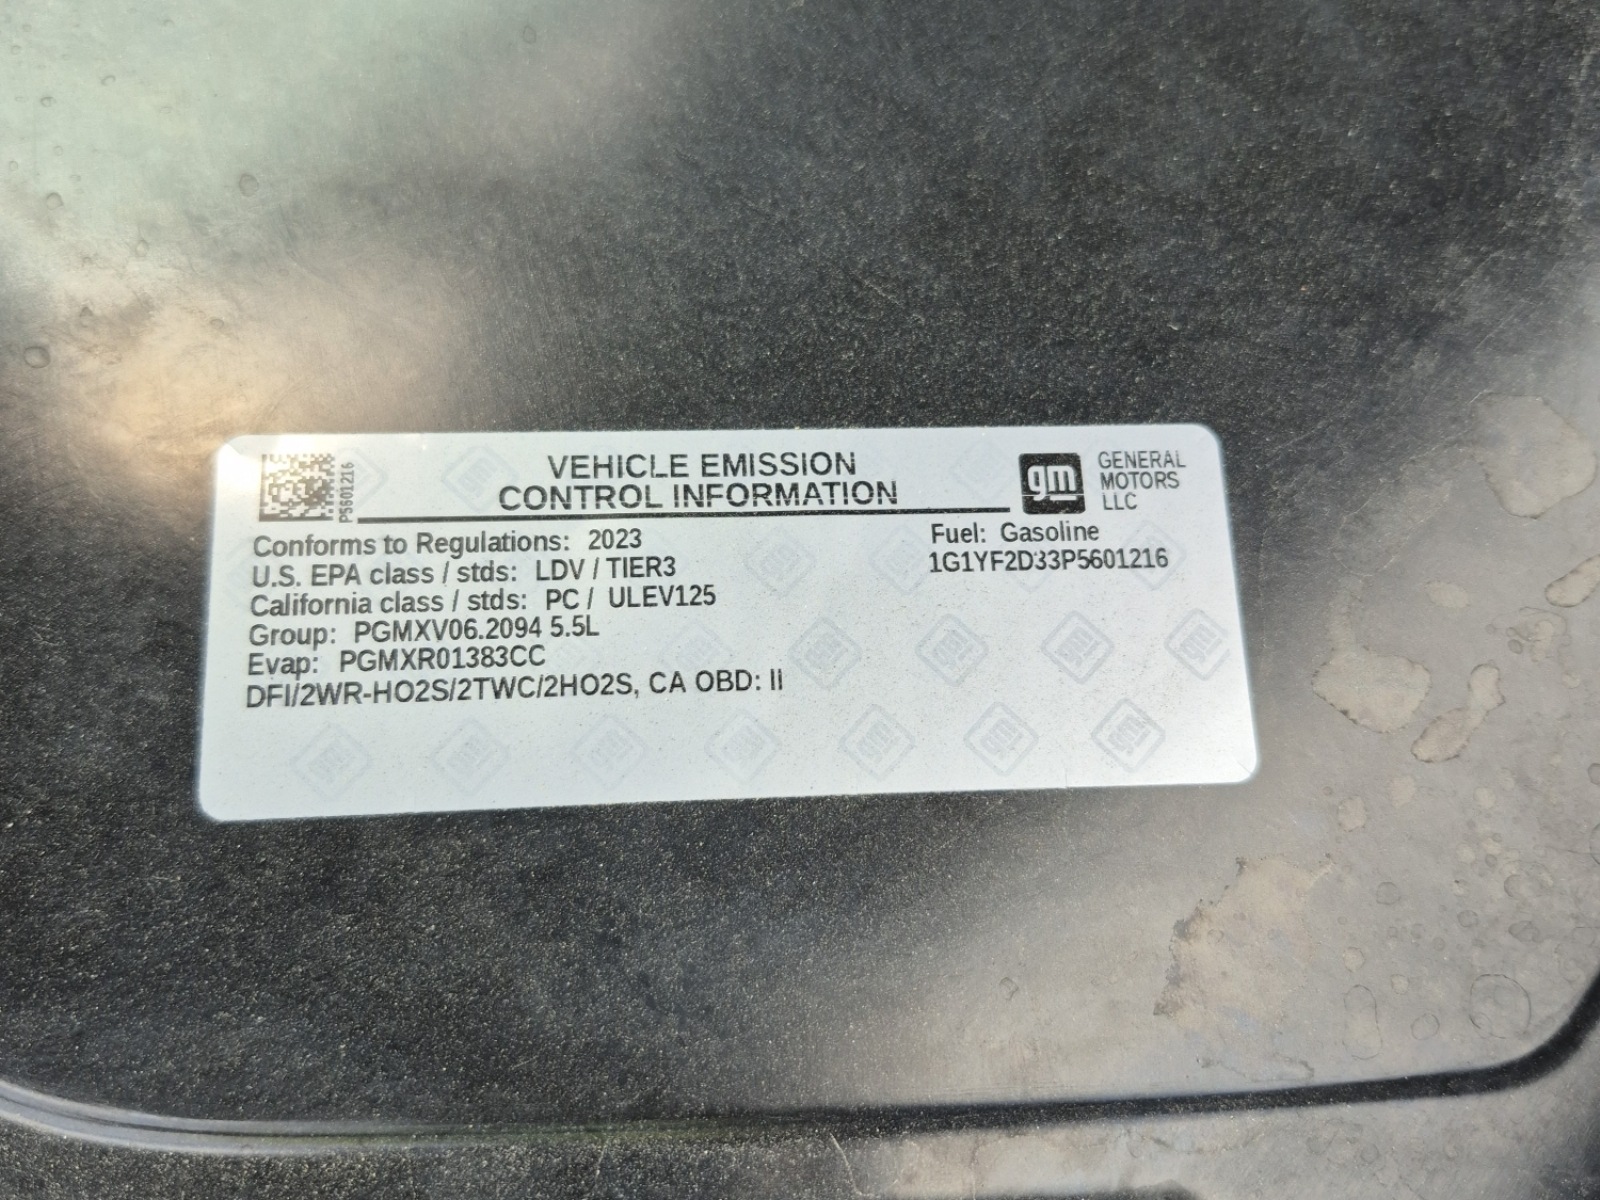 P5601216
VEHICLE EMISSION
CONTROL INFORMATION
gm
GENERAL
MOTORS
LLC
Conforms to Regulations: 2023
U.S. EPA class / stds: LDV / TIER3
California class / stds: PC / ULEV125
Group: PGMXV06.2094 5.5L
Evap: PGMXR01383CC
DFI/2WR-HO2S/2TWC/2HO2S, CA OBD: II
Fuel: Gasoline
1G1YF2D33P5601216